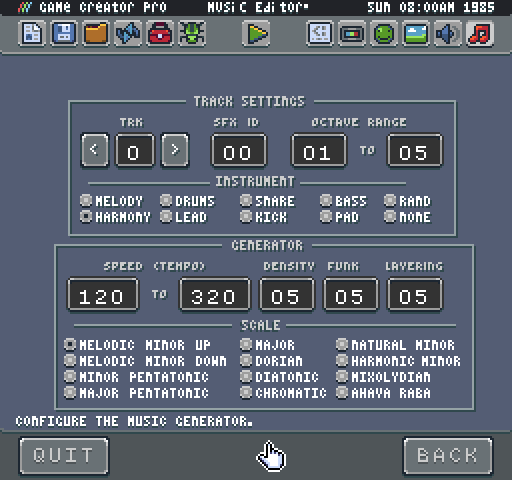 Game Creator Pro Music Editor* SUN 08:00AM 1985
TRACK SETTINGS
TRK SFX ID OCTAVE RANGE
< 0 > 00 01 TO 05
INSTRUMENT
MELODY DRUMS SNARE BASS RAND
HARMONY LEAD KICK PAD NONE
GENERATOR
SPEED (TEMPO) DENSITY FUNK LAYERING
120 TO 320 05 05 05
SCALE
MELODIC MINOR UP MAJOR NATURAL MINOR
MELODIC MINOR DOWN DORIAN HARMONIC MINOR
MINOR PENTATONIC DIATONIC MIXOLYDIAN
MAJOR PENTATONIC CHROMATIC AHAVA RABA
CONFIGURE THE MUSIC GENERATOR.
QUIT BACK